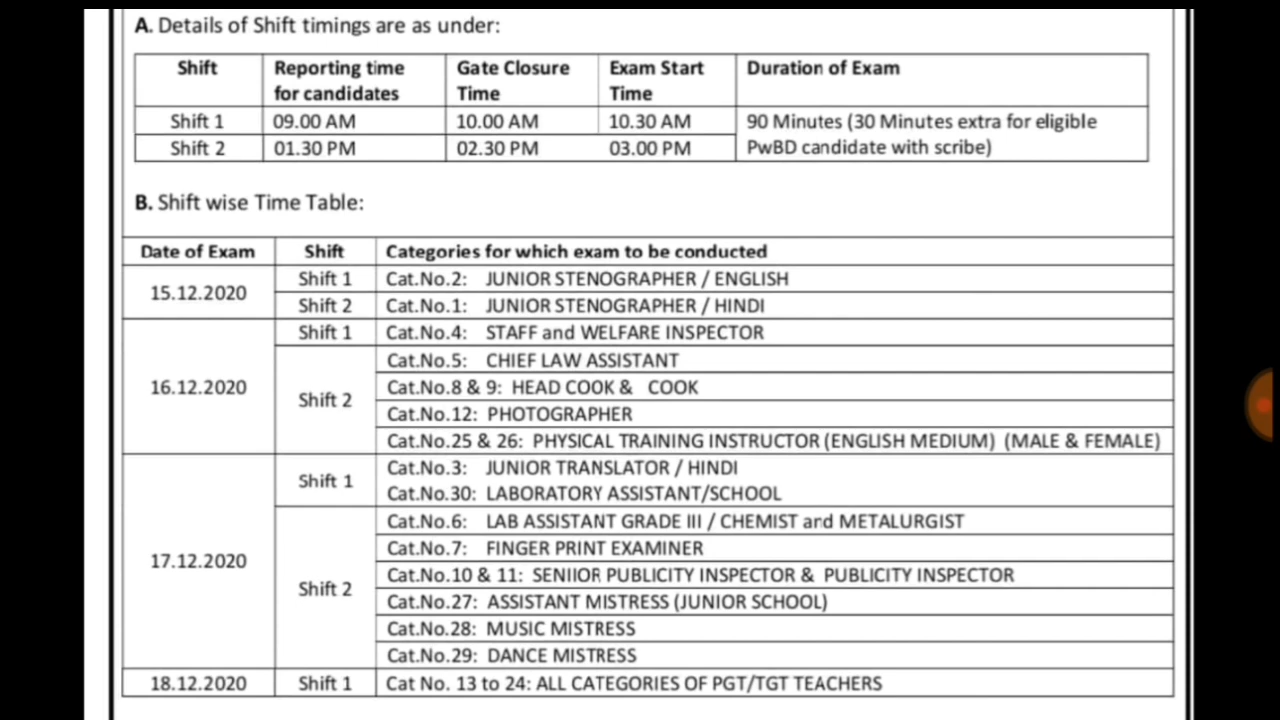 A. Details of Shift timings are as under:
Shift Reporting time for candidates Gate Closure Time Exam Start Time Duration of Exam
Shift 1 09.00 AM 10.00 AM 10.30 AM 90 Minutes (30 Minutes extra for eligible
Shift 2 01.30 PM 02.30 PM 03.00 PM PwBD candidate with scribe)
B. Shift wise Time Table:
Date of Exam Shift Categories for which exam to be conducted
15.12.2020 Shift 1 Cat.No.2: JUNIOR STENOGRAPHER / ENGLISH
Shift 2 Cat.No.1: JUNIOR STENOGRAPHER / HINDI
16.12.2020 Shift 1 Cat.No.4: STAFF and WELFARE INSPECTOR
Shift 2 Cat.No.5: CHIEF LAW ASSISTANT
Cat.No.8 & 9: HEAD COOK & COOK
Cat.No.12: PHOTOGRAPHER
Cat.No.25 & 26: PHYSICAL TRAINING INSTRUCTOR (ENGLISH MEDIUM) (MALE & FEMALE)
17.12.2020 Shift 1 Cat.No.3: JUNIOR TRANSLATOR / HINDI
Cat.No.30: LABORATORY ASSISTANT/SCHOOL
Shift 2 Cat.No.6: LAB ASSISTANT GRADE III / CHEMIST and METALURGIST
Cat.No.7: FINGER PRINT EXAMINER
Cat.No.10 & 11: SENIIOR PUBLICITY INSPECTOR & PUBLICITY INSPECTOR
Cat.No.27: ASSISTANT MISTRESS (JUNIOR SCHOOL)
Cat.No.28: MUSIC MISTRESS
Cat.No.29: DANCE MISTRESS
18.12.2020 Shift 1 Cat No. 13 to 24: ALL CATEGORIES OF PGT/TGT TEACHERS